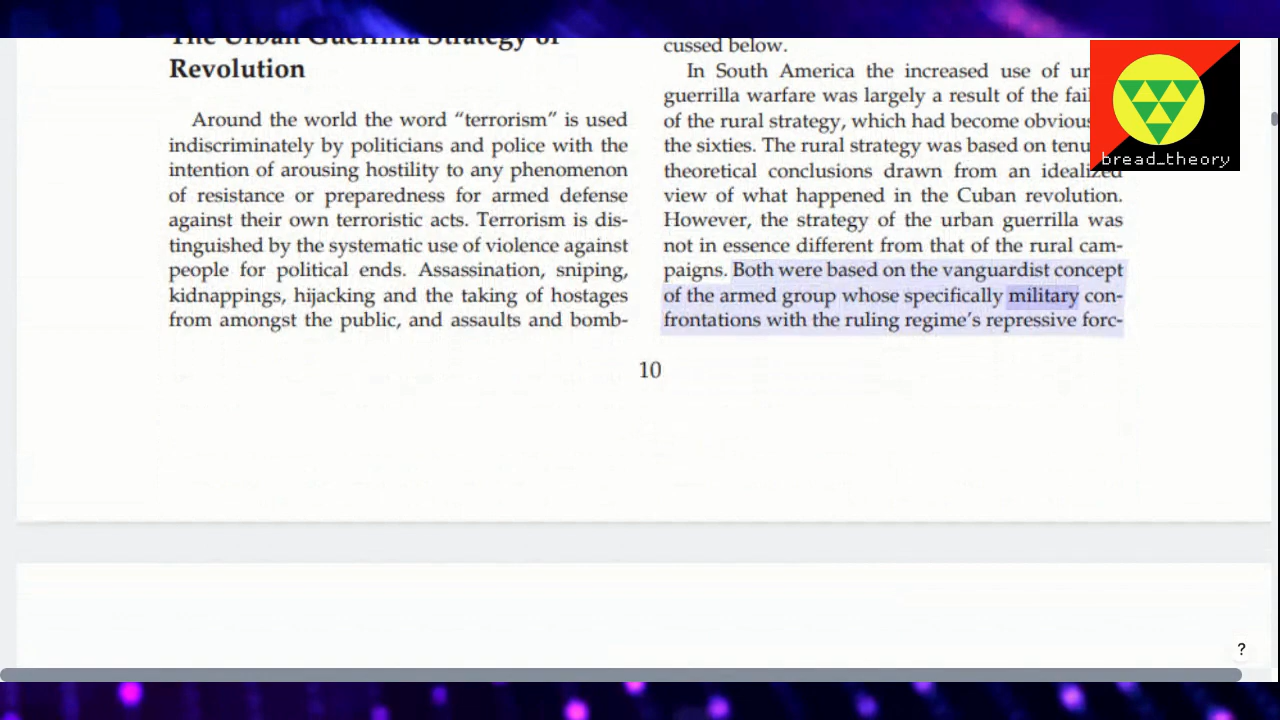 The Urban Guerrilla Strategy of
Revolution
Around the world the word “terrorism” is used
indiscriminately by politicians and police with the
intention of arousing hostility to any phenomenon
of resistance or preparedness for armed defense
against their own terroristic acts. Terrorism is dis-
tinguished by the systematic use of violence against
people for political ends. Assassination, sniping,
kidnappings, hijacking and the taking of hostages
from amongst the public, and assaults and bomb-
cussed below.
In South America the increased use of
guerrilla warfare was largely a result of the
of the rural strategy, which had become
the sixties. The rural strategy was based on
theoretical conclusions drawn from an idealized
view of what happened in the Cuban revolution.
However, the strategy of the urban guerrilla was
not in essence different from that of the rural cam-
paigns. Both were based on the vanguardist concept
of the armed group whose specifically military con-
frontations with the ruling regime’s repressive forc-
10
bread_theory
?